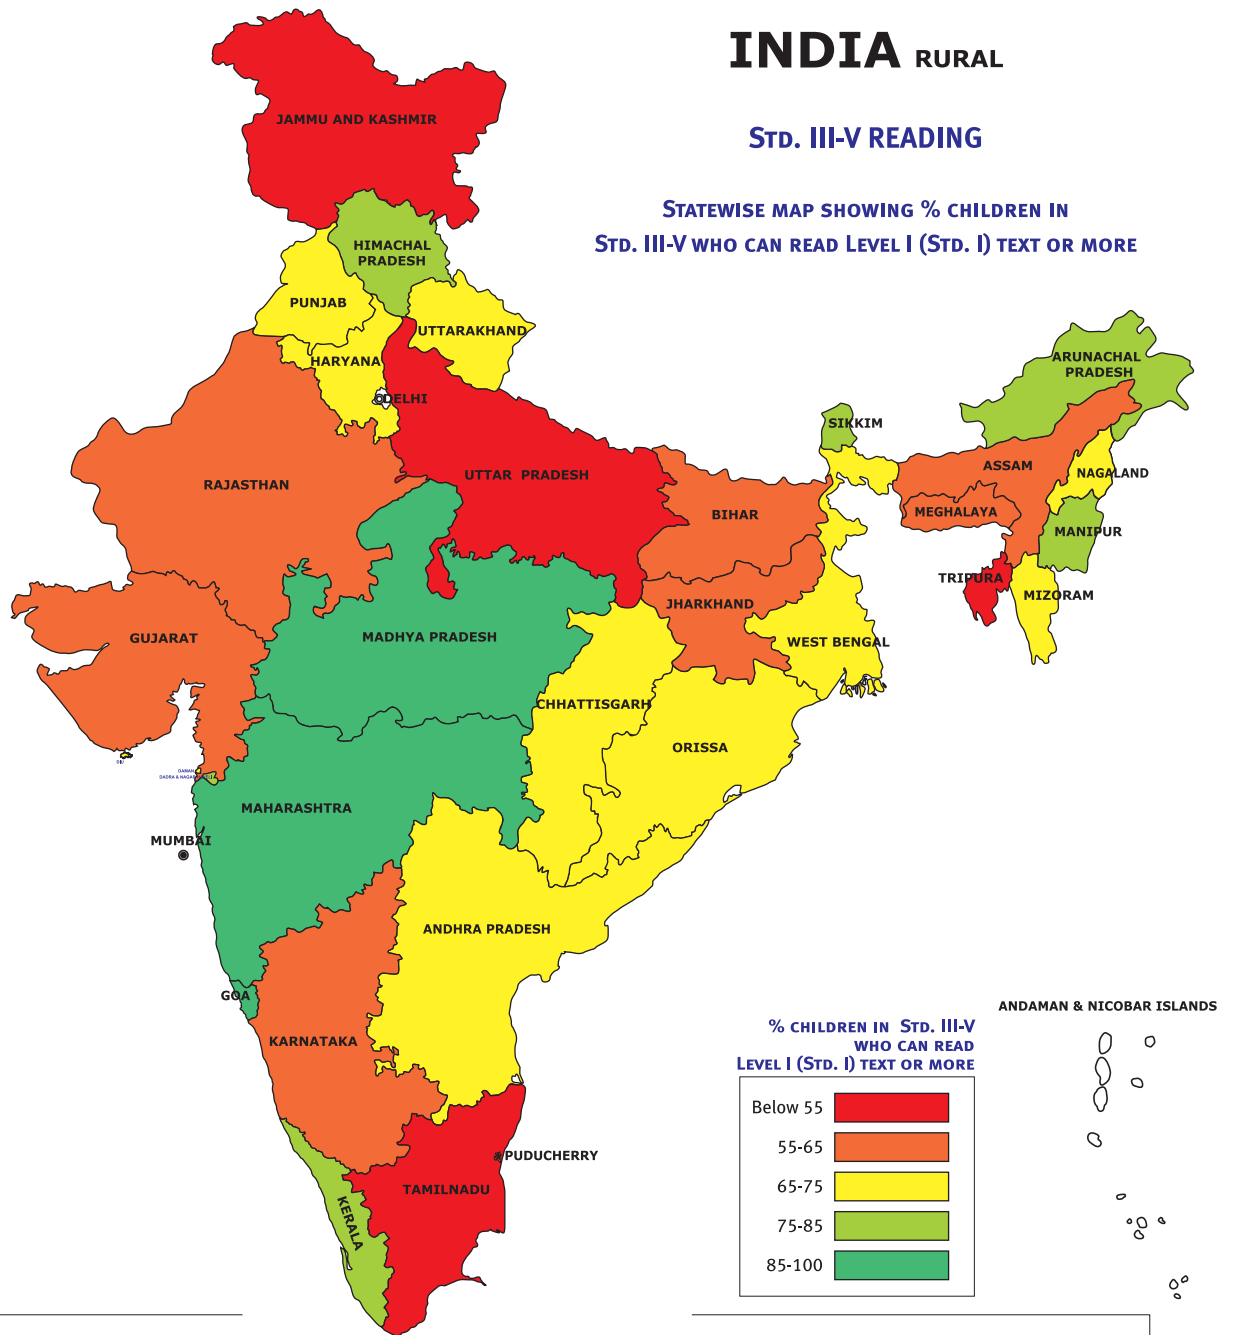 INDIA RURAL
STD. III-V READING
STATEWISE MAP SHOWING % CHILDREN IN
STD. III-V WHO CAN READ LEVEL I (STD. I) TEXT OR MORE
JAMMU AND KASHMIR
HIMACHAL
PRADESH
PUNJAB
UTTARAKHAND
HARYANA
DELHI
ARUNACHAL
PRADESH
SIKKIM
RAJASTHAN
UTTAR PRADESH
BIHAR
ASSAM
NAGALAND
MEGHALAYA
MANIPUR
TRIPURA
MIZORAM
GUJARAT
MADHYA PRADESH
JHARKHAND
WEST BENGAL
CHHATTISGARH
ORISSA
DIU
DAMAN
MAHARASHTRA
MUMBAI
ANDHRA PRADESH
GOA
KARNATAKA
PUDUCHERRY
TAMILNADU
KERALA
ANDAMAN & NICOBAR ISLANDS
% CHILDREN IN STD. III-V
WHO CAN READ
LEVEL I (STD. I) TEXT OR MORE
Below 55
55-65
65-75
75-85
85-100